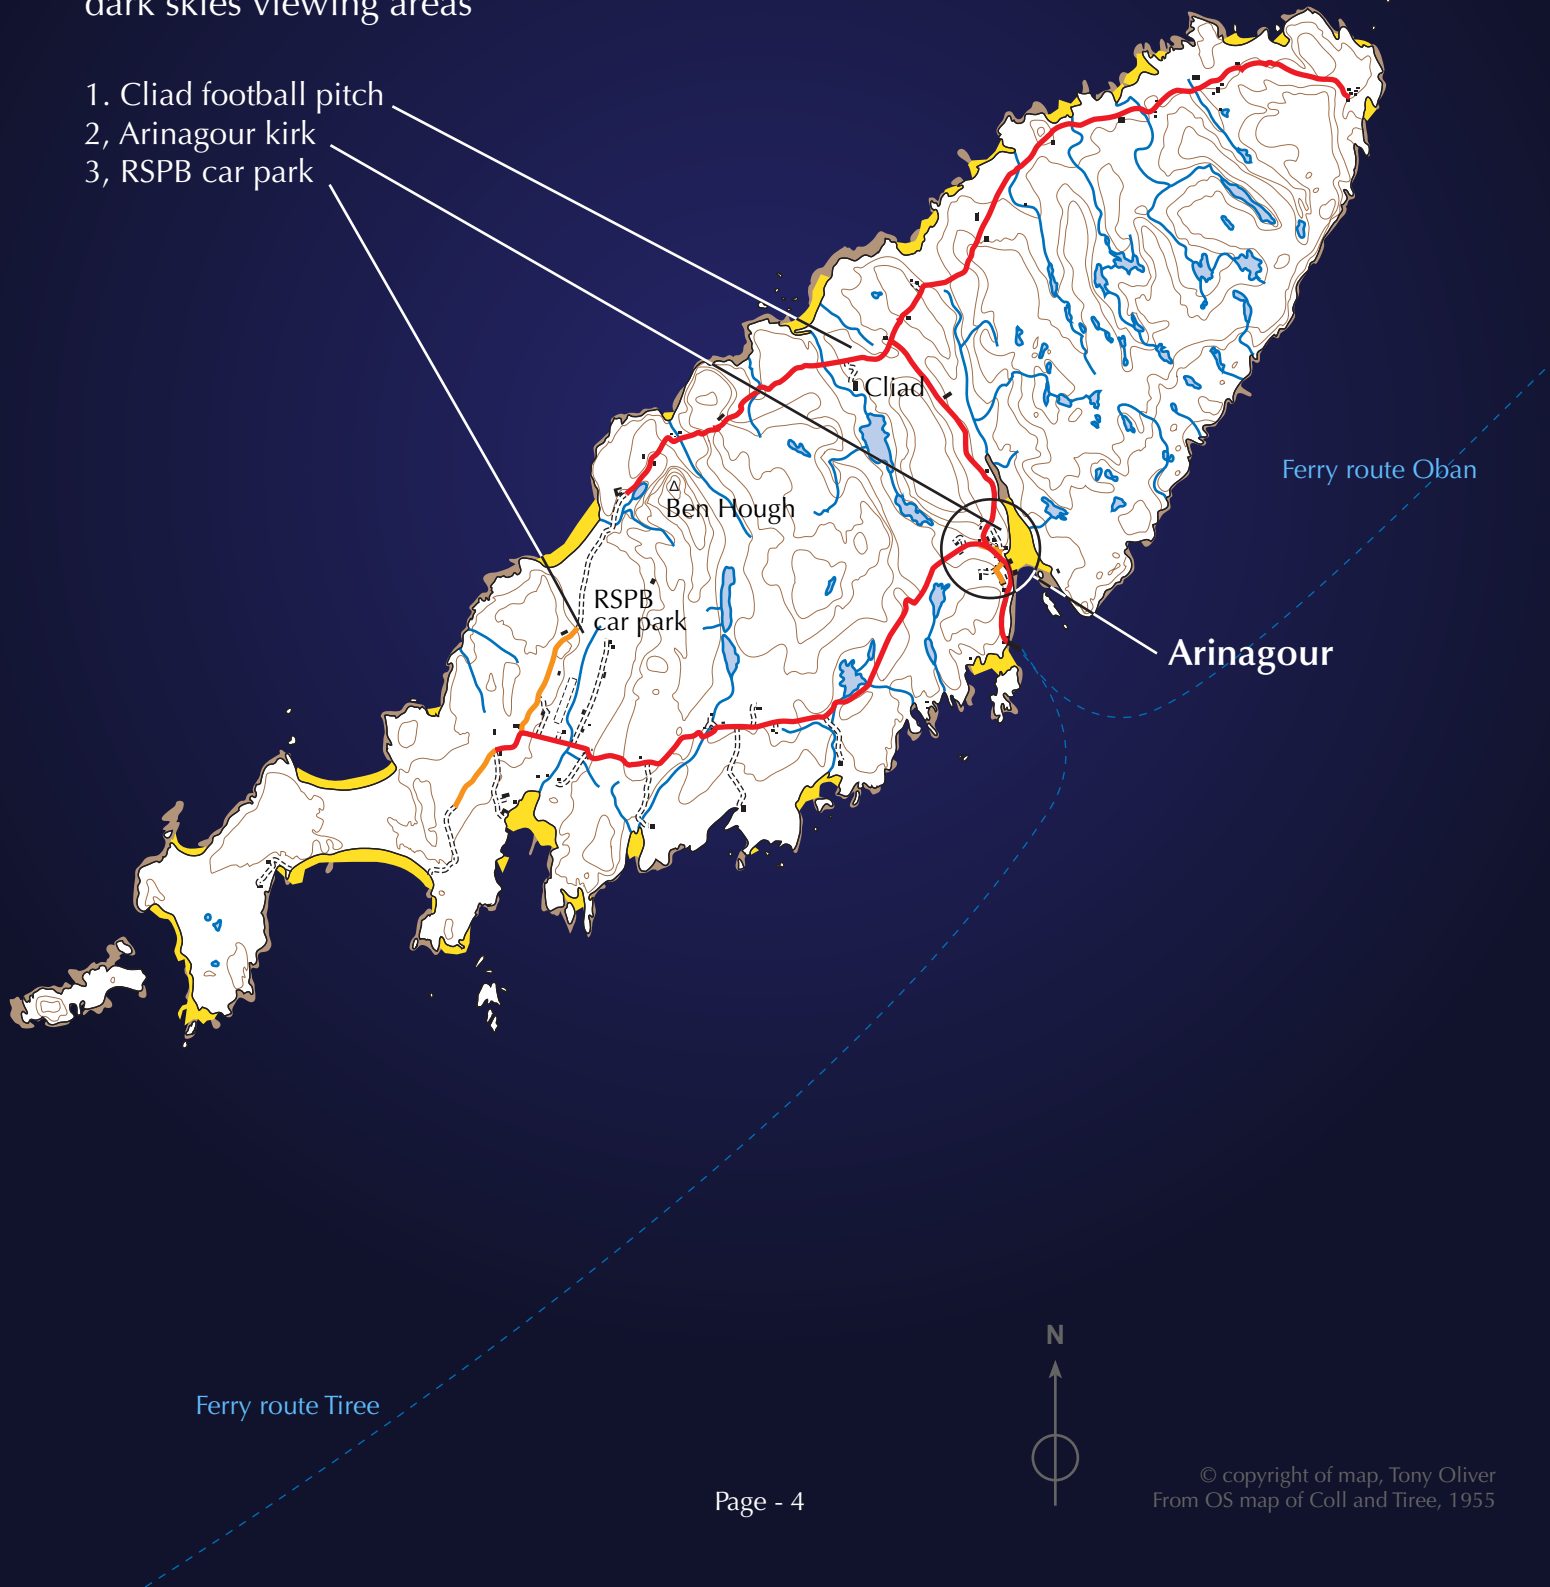 dark skies viewing areas
1. Cliad football pitch
2, Arinagour kirk
3, RSPB car park
Cliad
Ferry route Oban
Ben Hough
RSPB
car park
Arinagour
N
Ferry route Tiree
© copyright of map, Tony Oliver
From OS map of Coll and Tiree, 1955
Page - 4